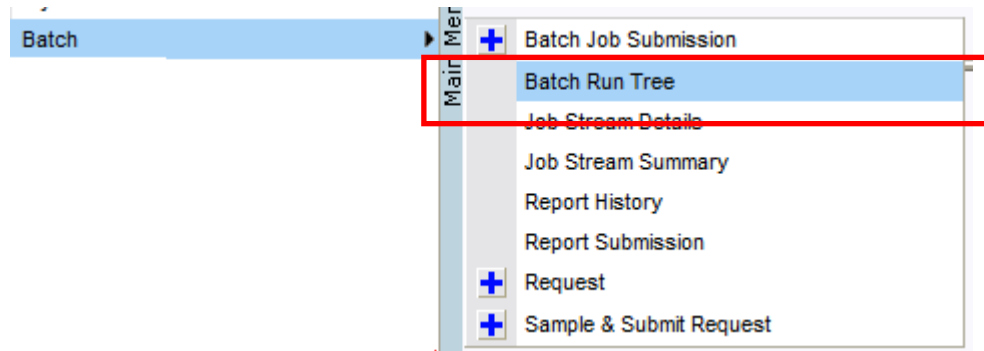 Batch
Main Men
Batch Job Submission
Batch Run Tree
Job Stream Details
Job Stream Summary
Report History
Report Submission
Request
Sample & Submit Request